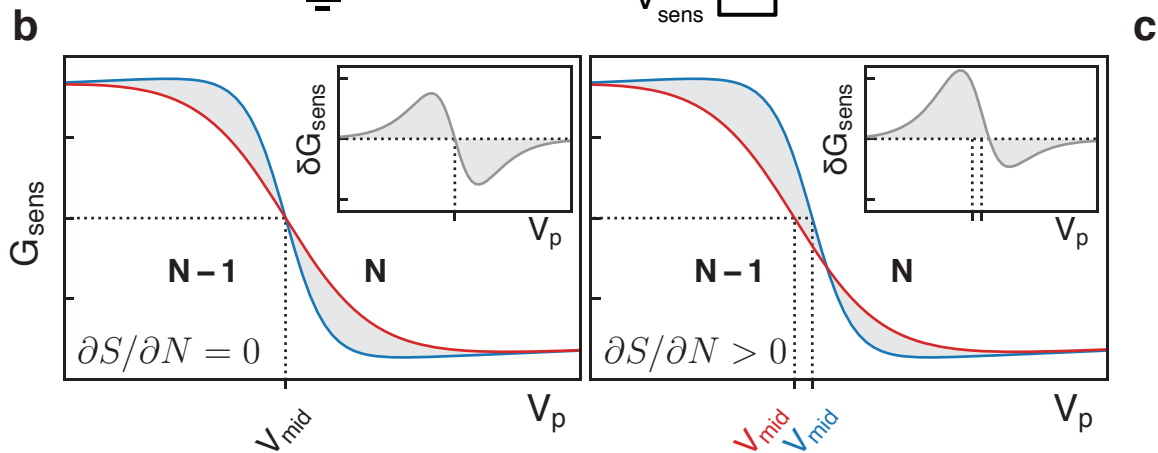 V_sens
b
c
G_sens
δG_sens
V_p
N – 1
N
∂S/∂N = 0
V_mid
V_p
δG_sens
V_p
N – 1
N
∂S/∂N > 0
V_mid V_mid
V_p